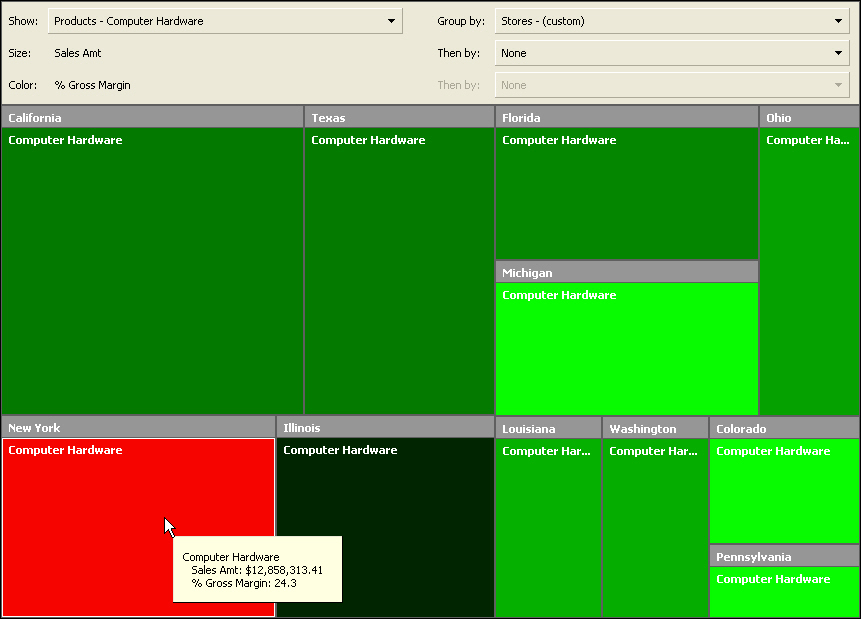 Show: Products - Computer Hardware Group by: Stores - (custom)
Size: Sales Amt Then by: None
Color: % Gross Margin Then by: None
California Texas Florida Ohio
Computer Hardware Computer Hardware Computer Hardware Computer Ha...
Michigan
Computer Hardware
New York Illinois Louisiana Washington Colorado
Computer Hardware Computer Hardware Computer Har... Computer Har... Computer Hardware
Computer Hardware
Sales Amt: $12,858,313.41
% Gross Margin: 24.3
Pennsylvania
Computer Hardware